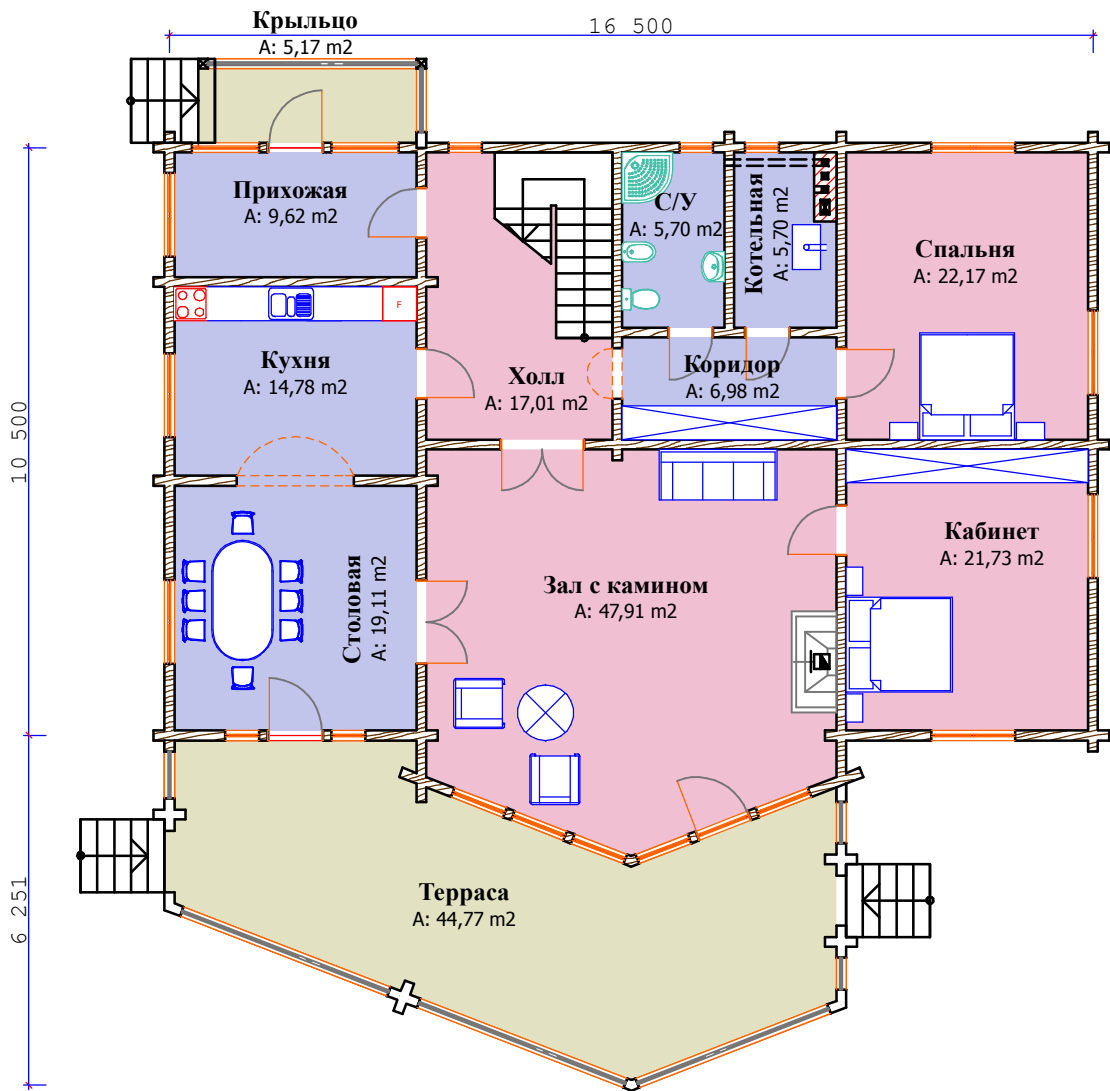 Крыльцо
A: 5,17 m2
16 500
Прихожая
A: 9,62 m2
С/У
A: 5,70 m2
Котельная
A: 5,70 m2
Спальня
A: 22,17 m2
F
Кухня
A: 14,78 m2
Холл
A: 17,01 m2
Коридор
A: 6,98 m2
10 500
Столовая
A: 19,11 m2
Зал с камином
A: 47,91 m2
Кабинет
A: 21,73 m2
Терраса
A: 44,77 m2
6 251